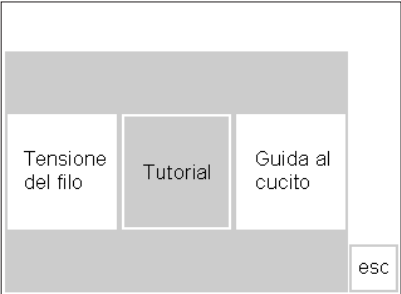 Tensione
del filo
Tutorial
Guida al
cucito
esc